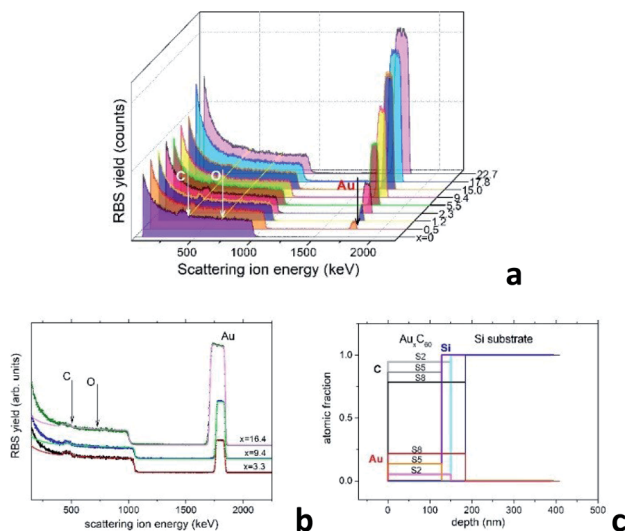 RBS yield (counts)
C
O
Au
22.7
17.8
15.0
9.4
5.5
2.3
1.2
0.5
x=0
500
1000
1500
2000
Scattering ion energy (keV)
a
RBS yield (arb. units)
Au
C
O
x=16.4
x=9.4
x=3.3
500
1000
1500
2000
scattering ion energy (keV)
b
AuxC60
Si
Si substrate
1.0
C
S2
S5
S8
atomic fraction
0.5
S8
Au
S5
S2
0.0
0
100
200
300
400
500
depth (nm)
c